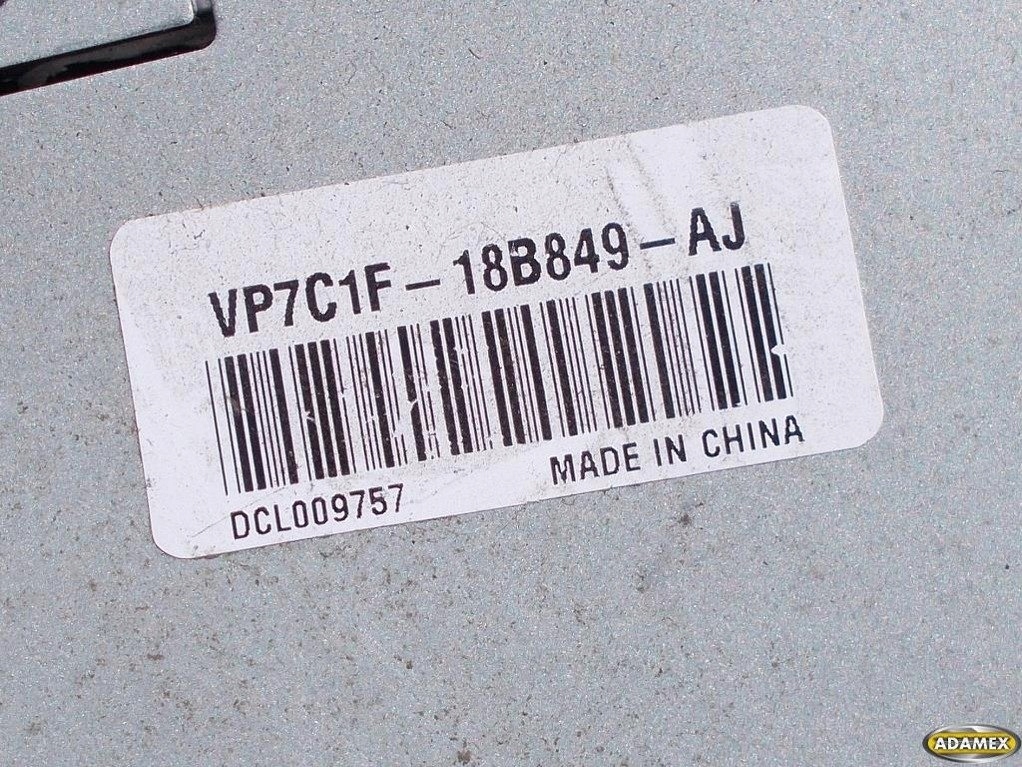 VP7C1F-18B849-AJ
DCL009757
MADE IN CHINA
ADAMEX